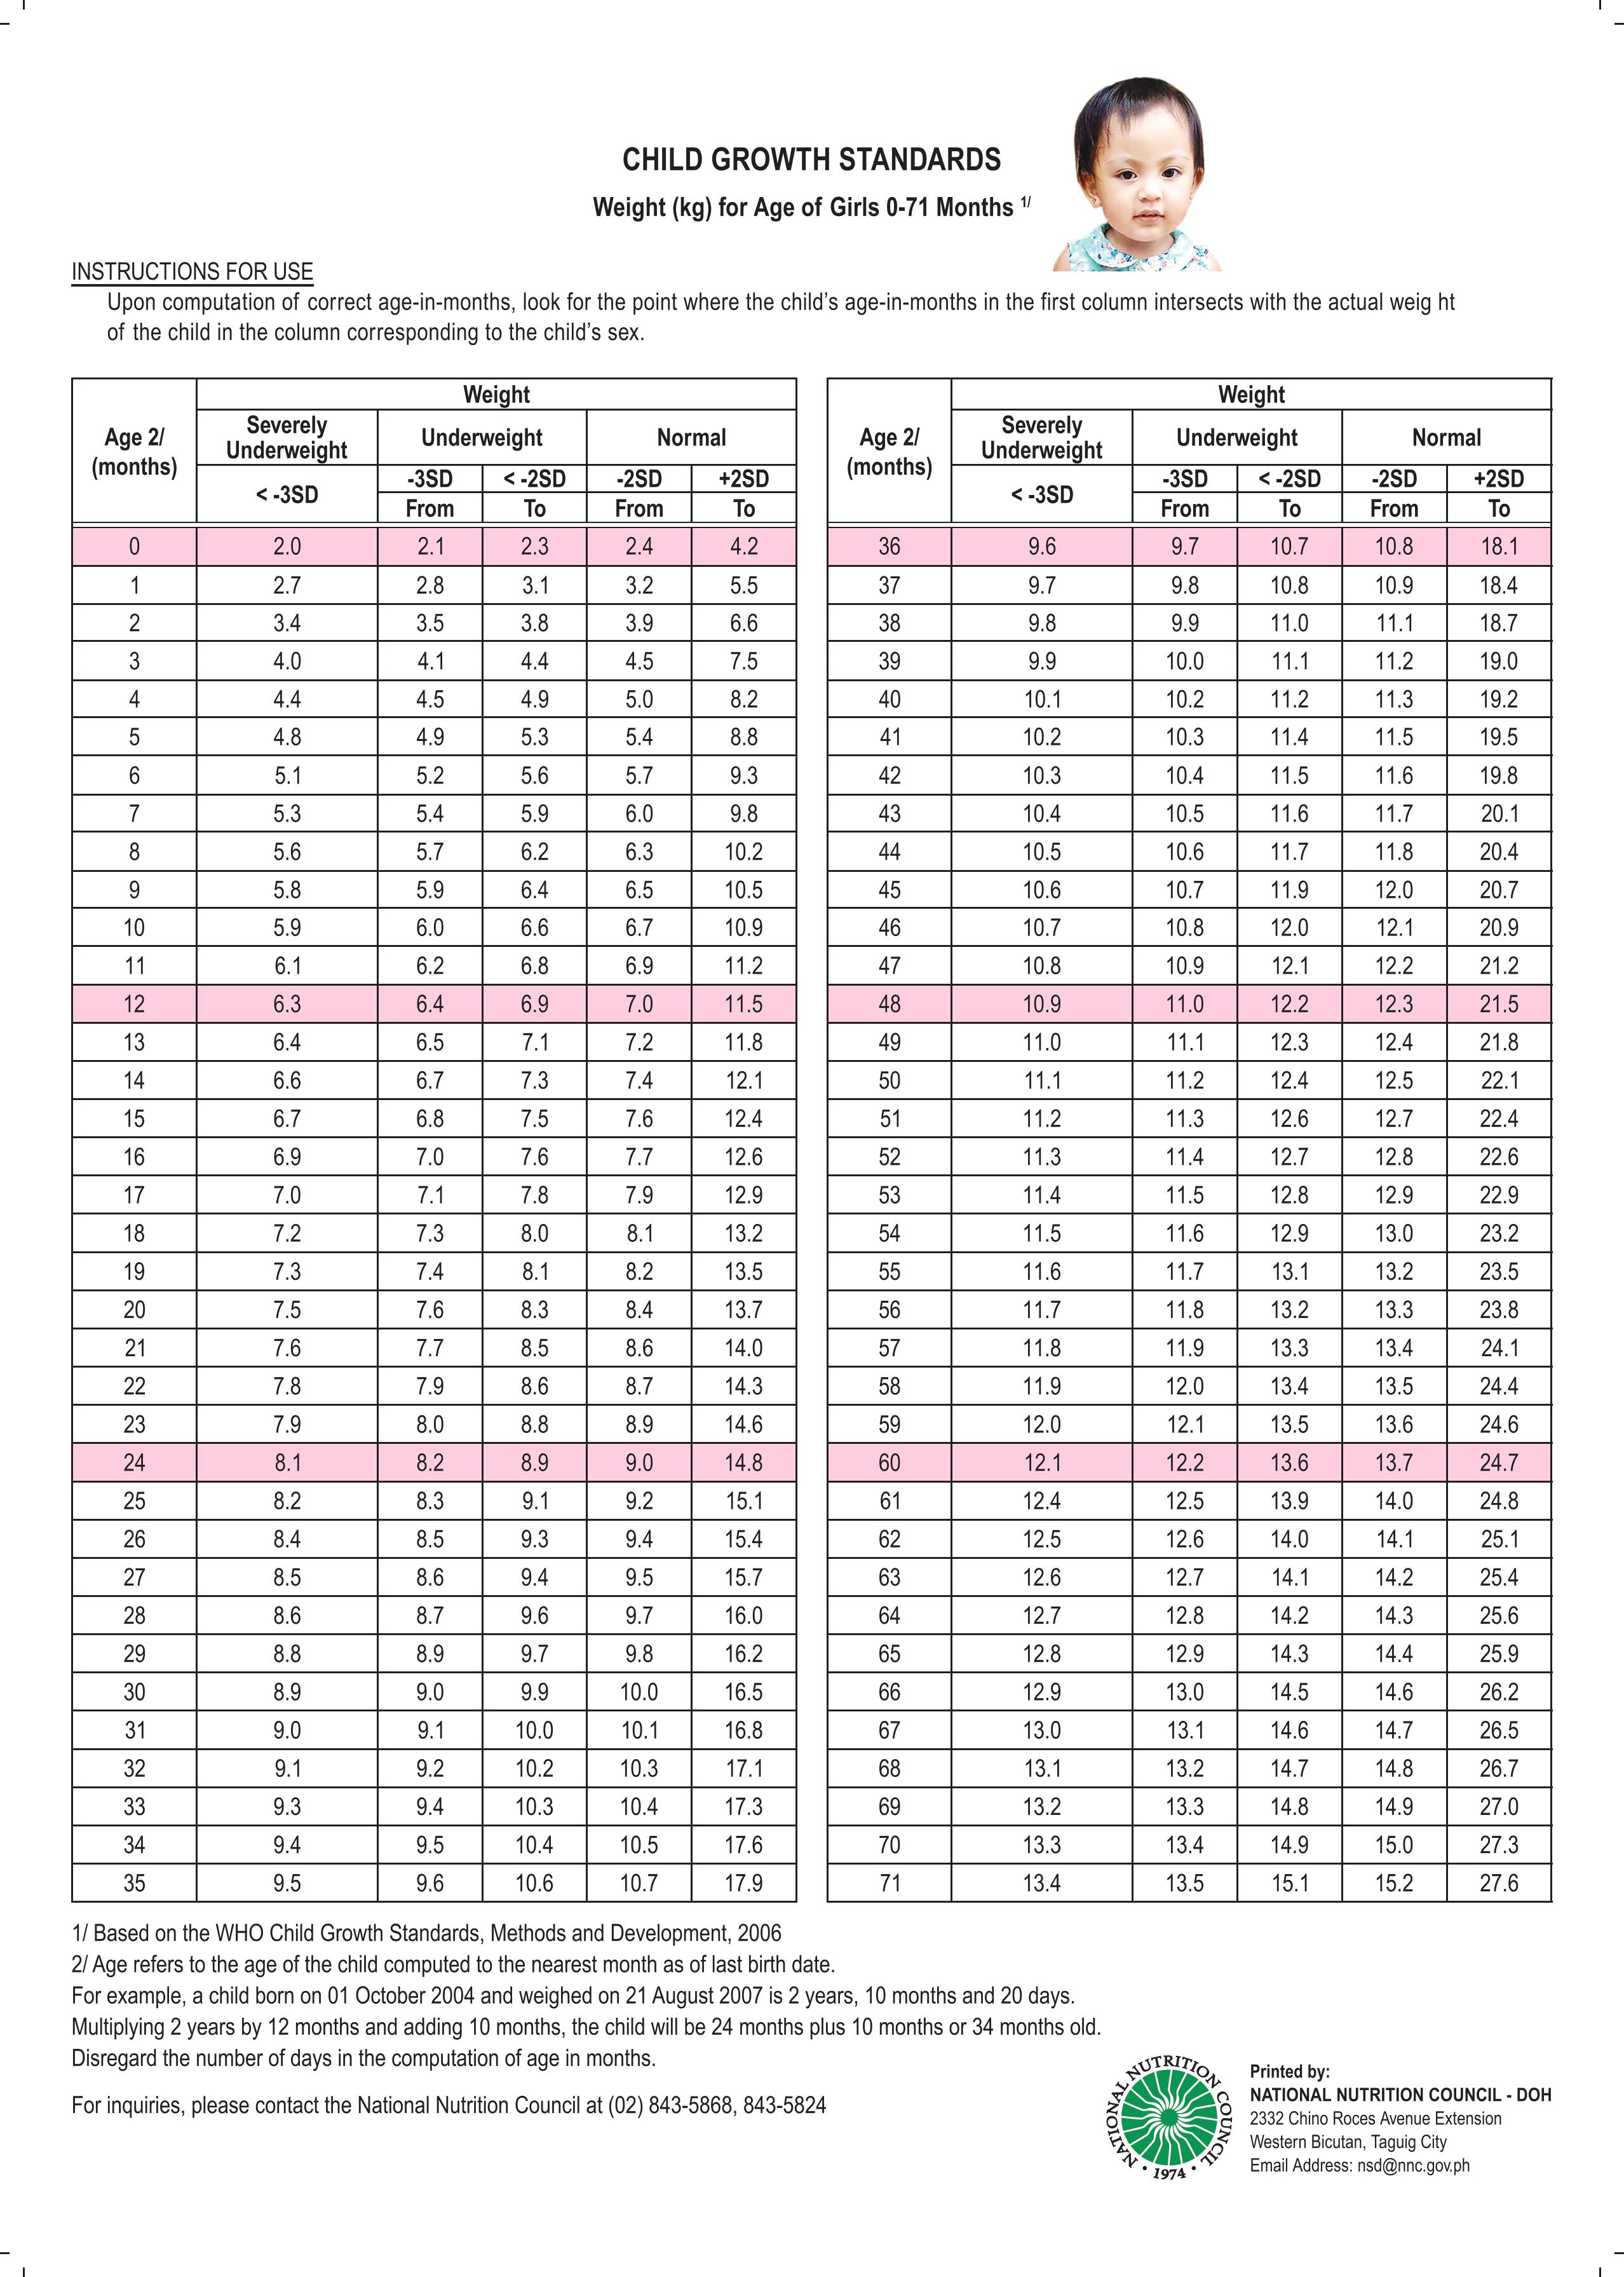 CHILD GROWTH STANDARDS
Weight (kg) for Age of Girls 0-71 Months 1/
INSTRUCTIONS FOR USE
Upon computation of correct age-in-months, look for the point where the child's age-in-months in the first column intersects with the actual weig ht
of the child in the column corresponding to the child's sex.
Age 2/ (months) Weight
Severely Underweight Underweight Normal
< -3SD -3SD < -2SD -2SD +2SD
From To From To
0 2.0 2.1 2.3 2.4 4.2
1 2.7 2.8 3.1 3.2 5.5
2 3.4 3.5 3.8 3.9 6.6
3 4.0 4.1 4.4 4.5 7.5
4 4.4 4.5 4.9 5.0 8.2
5 4.8 4.9 5.3 5.4 8.8
6 5.1 5.2 5.6 5.7 9.3
7 5.3 5.4 5.9 6.0 9.8
8 5.6 5.7 6.2 6.3 10.2
9 5.8 5.9 6.4 6.5 10.5
10 5.9 6.0 6.6 6.7 10.9
11 6.1 6.2 6.8 6.9 11.2
12 6.3 6.4 6.9 7.0 11.5
13 6.4 6.5 7.1 7.2 11.8
14 6.6 6.7 7.3 7.4 12.1
15 6.7 6.8 7.5 7.6 12.4
16 6.9 7.0 7.6 7.7 12.6
17 7.0 7.1 7.8 7.9 12.9
18 7.2 7.3 8.0 8.1 13.2
19 7.3 7.4 8.1 8.2 13.5
20 7.5 7.6 8.3 8.4 13.7
21 7.6 7.7 8.5 8.6 14.0
22 7.8 7.9 8.6 8.7 14.3
23 7.9 8.0 8.8 8.9 14.6
24 8.1 8.2 8.9 9.0 14.8
25 8.2 8.3 9.1 9.2 15.1
26 8.4 8.5 9.3 9.4 15.4
27 8.5 8.6 9.4 9.5 15.7
28 8.6 8.7 9.6 9.7 16.0
29 8.8 8.9 9.7 9.8 16.2
30 8.9 9.0 9.9 10.0 16.5
31 9.0 9.1 10.0 10.1 16.8
32 9.1 9.2 10.2 10.3 17.1
33 9.3 9.4 10.3 10.4 17.3
34 9.4 9.5 10.4 10.5 17.6
35 9.5 9.6 10.6 10.7 17.9
Age 2/ (months) Weight
Severely Underweight Underweight Normal
< -3SD -3SD < -2SD -2SD +2SD
From To From To
36 9.6 9.7 10.7 10.8 18.1
37 9.7 9.8 10.8 10.9 18.4
38 9.8 9.9 11.0 11.1 18.7
39 9.9 10.0 11.1 11.2 19.0
40 10.1 10.2 11.2 11.3 19.2
41 10.2 10.3 11.4 11.5 19.5
42 10.3 10.4 11.5 11.6 19.8
43 10.4 10.5 11.6 11.7 20.1
44 10.5 10.6 11.7 11.8 20.4
45 10.6 10.7 11.9 12.0 20.7
46 10.7 10.8 12.0 12.1 20.9
47 10.8 10.9 12.1 12.2 21.2
48 10.9 11.0 12.2 12.3 21.5
49 11.0 11.1 12.3 12.4 21.8
50 11.1 11.2 12.4 12.5 22.1
51 11.2 11.3 12.6 12.7 22.4
52 11.3 11.4 12.7 12.8 22.6
53 11.4 11.5 12.8 12.9 22.9
54 11.5 11.6 12.9 13.0 23.2
55 11.6 11.7 13.1 13.2 23.5
56 11.7 11.8 13.2 13.3 23.8
57 11.8 11.9 13.3 13.4 24.1
58 11.9 12.0 13.4 13.5 24.4
59 12.0 12.1 13.5 13.6 24.6
60 12.1 12.2 13.6 13.7 24.7
61 12.4 12.5 13.9 14.0 24.8
62 12.5 12.6 14.0 14.1 25.1
63 12.6 12.7 14.1 14.2 25.4
64 12.7 12.8 14.2 14.3 25.6
65 12.8 12.9 14.3 14.4 25.9
66 12.9 13.0 14.5 14.6 26.2
67 13.0 13.1 14.6 14.7 26.5
68 13.1 13.2 14.7 14.8 26.7
69 13.2 13.3 14.8 14.9 27.0
70 13.3 13.4 14.9 15.0 27.3
71 13.4 13.5 15.1 15.2 27.6
1/ Based on the WHO Child Growth Standards, Methods and Development, 2006
2/ Age refers to the age of the child computed to the nearest month as of last birth date.
For example, a child born on 01 October 2004 and weighed on 21 August 2007 is 2 years, 10 months and 20 days.
Multiplying 2 years by 12 months and adding 10 months, the child will be 24 months plus 10 months or 34 months old.
Disregard the number of days in the computation of age in months.
For inquiries, please contact the National Nutrition Council at (02) 843-5868, 843-5824
NATIONAL NUTRITION COUNCIL • 1974 •
Printed by:
NATIONAL NUTRITION COUNCIL - DOH
2332 Chino Roces Avenue Extension
Western Bicutan, Taguig City
Email Address: nsd@nnc.gov.ph